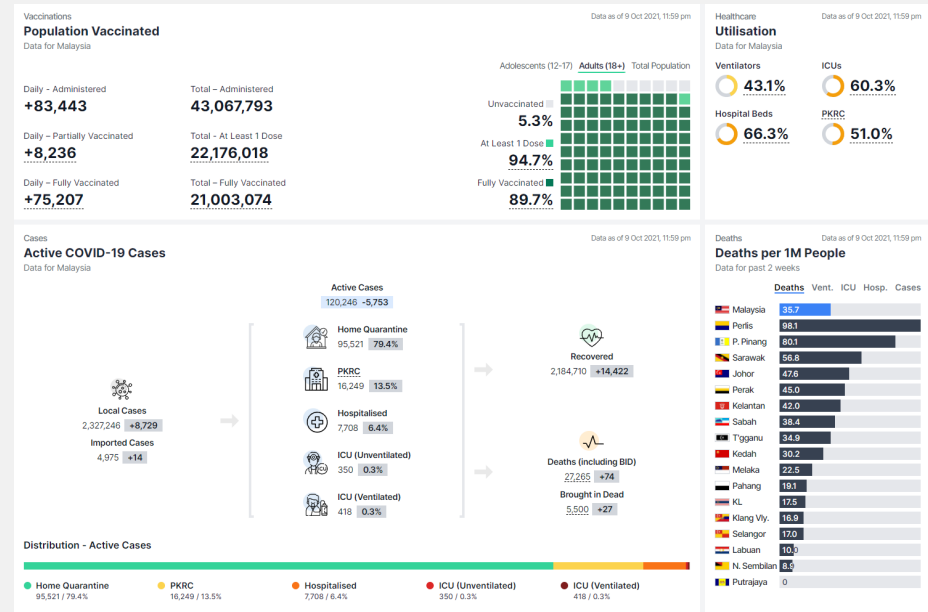 Vaccinations
Data as of 9 Oct 2021, 11:59 pm
Population Vaccinated
Data for Malaysia
Adolescents (12-17) Adults (18+) Total Population
Daily - Administered
+83,443
Total – Administered
43,067,793
Daily – Partially Vaccinated
+8,236
Total - At Least 1 Dose
22,176,018
Daily – Fully Vaccinated
+75,207
Total – Fully Vaccinated
21,003,074
Unvaccinated
5.3%
At Least 1 Dose
94.7%
Fully Vaccinated
89.7%
Healthcare
Data as of 9 Oct 2021, 11:59 pm
Utilisation
Data for Malaysia
Ventilators
43.1%
ICUs
60.3%
Hospital Beds
66.3%
PKRC
51.0%
Cases
Data as of 9 Oct 2021, 11:59 pm
Active COVID-19 Cases
Data for Malaysia
Local Cases
2,327,246 +8,729
Imported Cases
4,975 +14
Active Cases
120,246 -5,753
Home Quarantine
95,521 79.4%
PKRC
16,249 13.5%
Hospitalised
7,708 6.4%
ICU (Unventilated)
350 0.3%
ICU (Ventilated)
418 0.3%
Recovered
2,184,710 +14,422
Deaths (including BID)
27,265 +74
Brought in Dead
5,500 +27
Distribution - Active Cases
Home Quarantine
95,521 / 79.4%
PKRC
16,249 / 13.5%
Hospitalised
7,708 / 6.4%
ICU (Unventilated)
350 / 0.3%
ICU (Ventilated)
418 / 0.3%
Deaths
Data as of 9 Oct 2021, 11:59 pm
Deaths per 1M People
Data for past 2 weeks
Deaths Vent. ICU Hosp. Cases
Malaysia 35.7
Perlis 98.1
P. Pinang 80.1
Sarawak 56.8
Johor 47.6
Perak 45.0
Kelantan 42.0
Sabah 38.4
T'gganu 34.9
Kedah 30.2
Melaka 22.5
Pahang 19.1
KL 17.5
Klang Vly. 16.9
Selangor 17.0
Labuan 10.0
N. Sembilan 8.9
Putrajaya 0